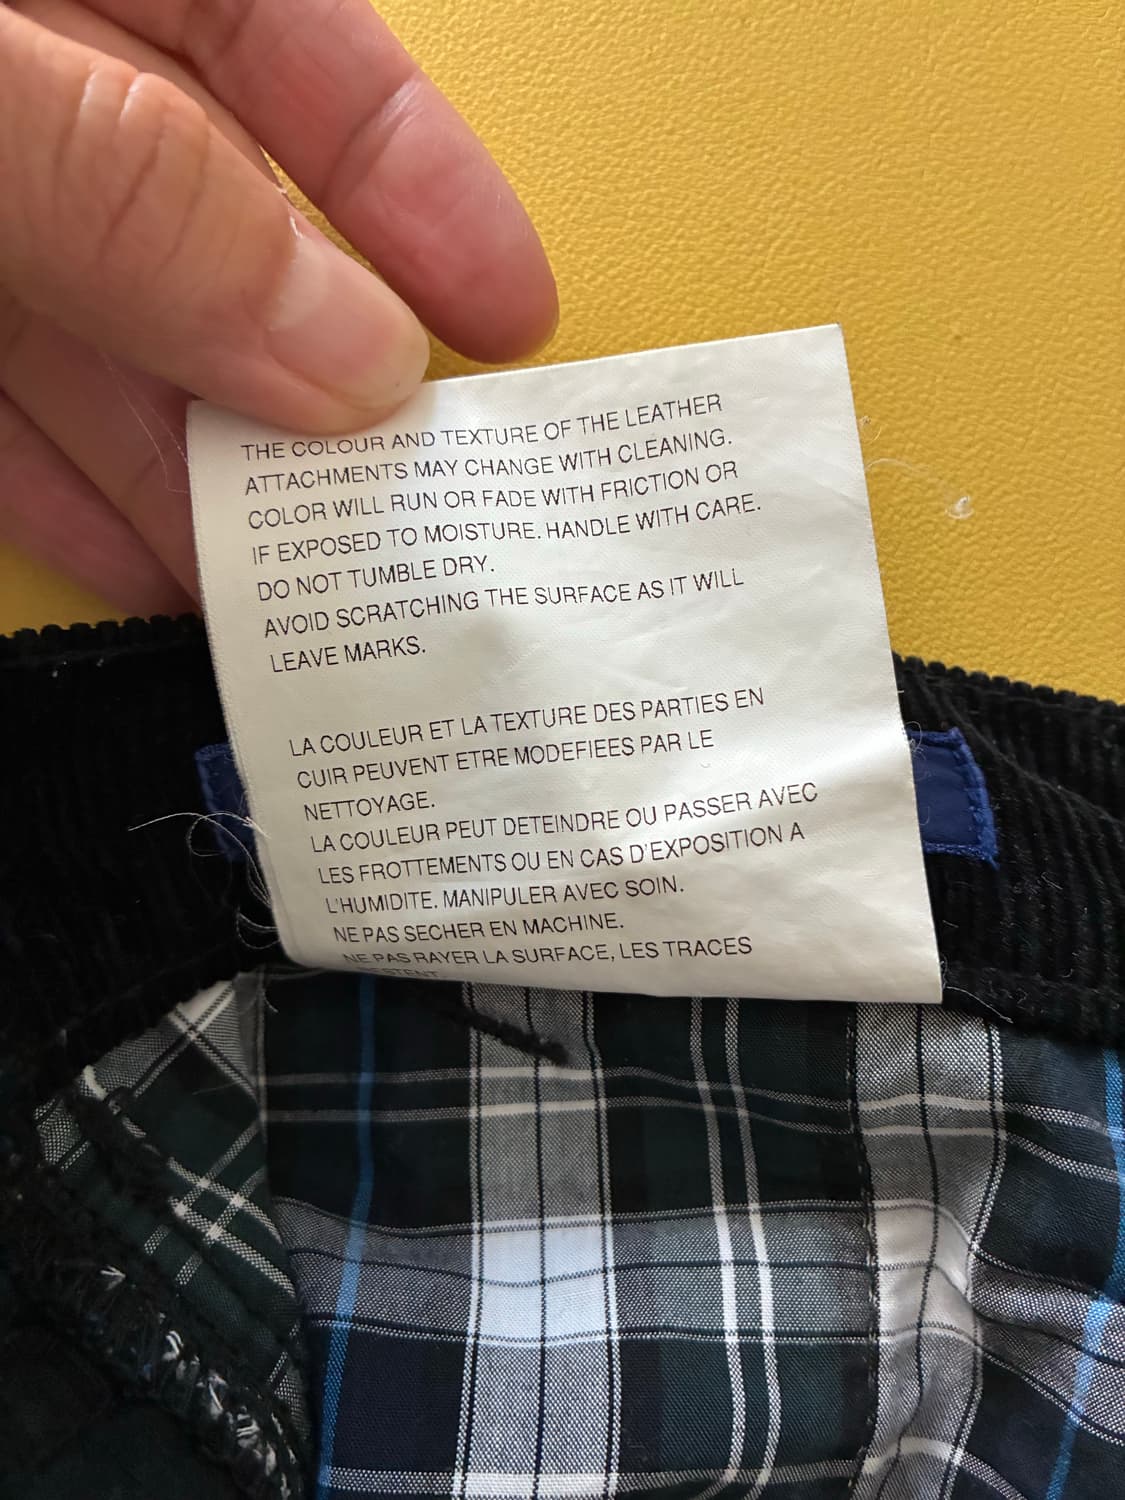 THE COLOUR AND TEXTURE OF THE LEATHER
ATTACHMENTS MAY CHANGE WITH CLEANING.
COLOR WILL RUN OR FADE WITH FRICTION OR
IF EXPOSED TO MOISTURE. HANDLE WITH CARE.
DO NOT TUMBLE DRY.
AVOID SCRATCHING THE SURFACE AS IT WILL
LEAVE MARKS.
LA COULEUR ET LA TEXTURE DES PARTIES EN
CUIR PEUVENT ETRE MODEFIEES PAR LE
NETTOYAGE.
LA COULEUR PEUT DETEINDRE OU PASSER AVEC
LES FROTTEMENTS OU EN CAS D'EXPOSITION A
L'HUMIDITE. MANIPULER AVEC SOIN.
NE PAS SECHER EN MACHINE.
NE PAS RAYER LA SURFACE, LES TRACES